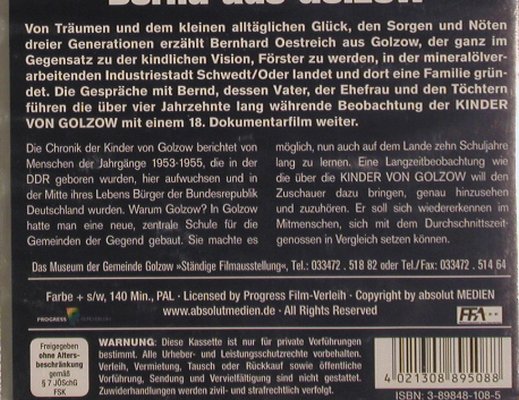 Von Träumen und dem kleinen alltäglichen Glück, den Sorgen und Nöten
dreier Generationen erzählt Bernhard Oestreich aus Golzow, der ganz im
Gegensatz zu der kindlichen Vision, Förster zu werden, in der mineralölver-
arbeitenden Industriestadt Schwedt/Oder landet und dort eine Familie grün-
det. Die Gespräche mit Bernd, dessen Vater, der Ehefrau und den Töchtern
führen die über vier Jahrzehnte lang währende Beobachtung der KINDER
VON GOLZOW mit einem 18. Dokumentarfilm weiter.
Die Chronik der Kinder von Golzow berichtet von
Menschen der Jahrgänge 1953-1955, die in der
DDR geboren wurden, hier aufwuchsen und in
der Mitte ihres Lebens Bürger der Bundesrepublik
Deutschland wurden. Warum Golzow? In Golzow
hatte man eine neue, zentrale Schule für die
Gemeinden der Gegend gebaut. Sie machte es
möglich, nun auch auf dem Lande zehn Schuljahre
lang zu lernen. Eine Langzeitbeobachtung wie
die über die KINDER VON GOLZOW will den
Zuschauer dazu bringen, genau hinzusehen
und zuzuhören. Er soll sich wiedererkennen im
Mitmenschen, sich mit dem Durchschnittszeit-
genossen in Vergleich setzen können.
Das Museum der Gemeinde Golzow »Ständige Filmausstellung«, Tel.: 033472 . 518 82 oder Tel./Fax: 033472 . 514 64
Farbe + s/w, 140 Min., PAL · Licensed by Progress Film-Verleih · Copyright by absolut MEDIEN
www.absolutmedien.de · All Rights Reserved
PROGRESS
FFA
Freigegeben
ohne Alters-
beschränkung
gemäß
§ 7 JÖSchG
FSK
WARNUNG: Diese Kassette ist nur für private Vorführungen
bestimmt. Alle Urheber- und Leistungsschutzrechte vorbehalten.
Verleih, Vermietung, Tausch oder Rückkauf sowie öffentliche
Vorführung, Sendung und Vervielfältigung sind nicht gestattet.
Zuwiderhandlungen werden zivil- und strafrechtlich verfolgt.
4 021308 895088
ISBN: 3-89848-108-5